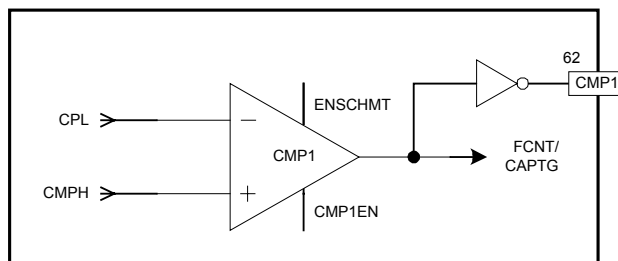 62
CMP1
ENSCHMT
CPL
−
CMP1
FCNT/
CAPTG
CMPH
+
CMP1EN